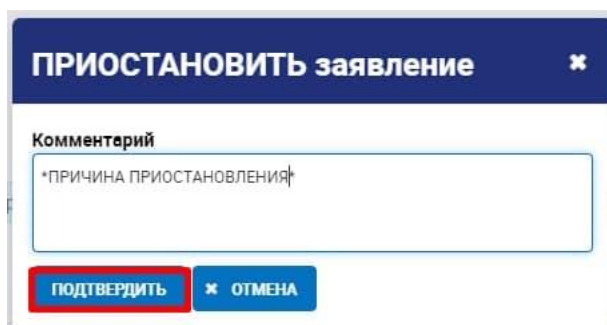 ПРИОСТАНОВИТЬ заявление ×
Комментарий
*ПРИЧИНА ПРИОСТАНОВЛЕНИЯ*
ПОДТВЕРДИТЬ × ОТМЕНА